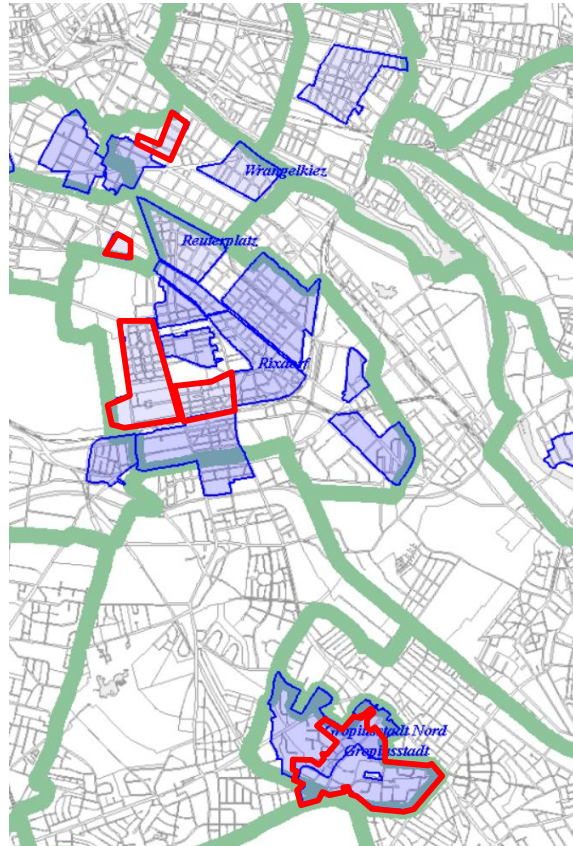 Wrangelkiez
Reuterplatz
Rixdorf
Gropiusstadt Nord
Gropiusstadt